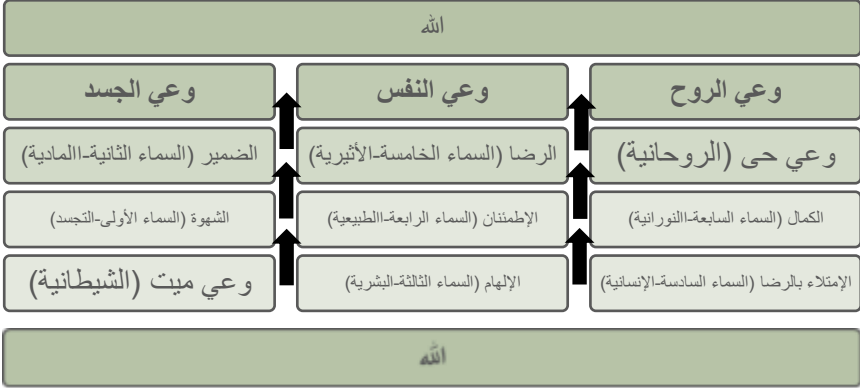 الله
وعي الروح
وعي النفس
وعي الجسد
وعي حى (الروحانية)
الرضا (السماء الخامسة-الأثيرية)
الضمير (السماء الثانية-االمادية)
الكمال (السماء السابعة-االنورانية)
الإطمئنان (السماء الرابعة-االطبيعية)
الشهوة (السماء الأولى-التجسد)
الإمتلاء بالرضا (السماء السادسة-الإنسانية)
الإلهام (السماء الثالثة-البشرية)
وعي ميت (الشيطانية)
الله